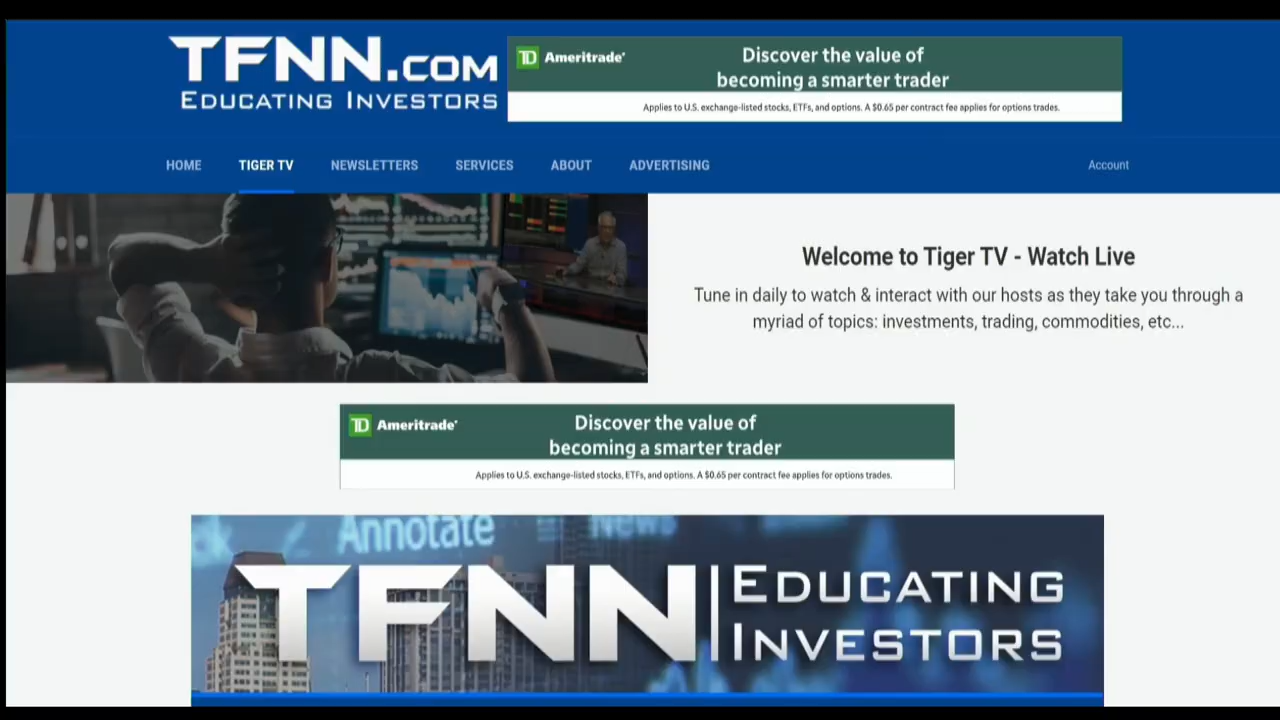 TFNN.COM
EDUCATING INVESTORS
TD Ameritrade
Discover the value of
becoming a smarter trader
Applies to U.S. exchange-listed stocks, ETFs, and options. A $0.65 per contract fee applies for options trades.
HOME TIGER TV NEWSLETTERS SERVICES ABOUT ADVERTISING Account
Welcome to Tiger TV - Watch Live
Tune in daily to watch & interact with our hosts as they take you through a
myriad of topics: investments, trading, commodities, etc...
TD Ameritrade
Discover the value of
becoming a smarter trader
Applies to U.S. exchange-listed stocks, ETFs, and options. A $0.65 per contract fee applies for options trades.
Annotate News
TFNN EDUCATING
INVESTORS